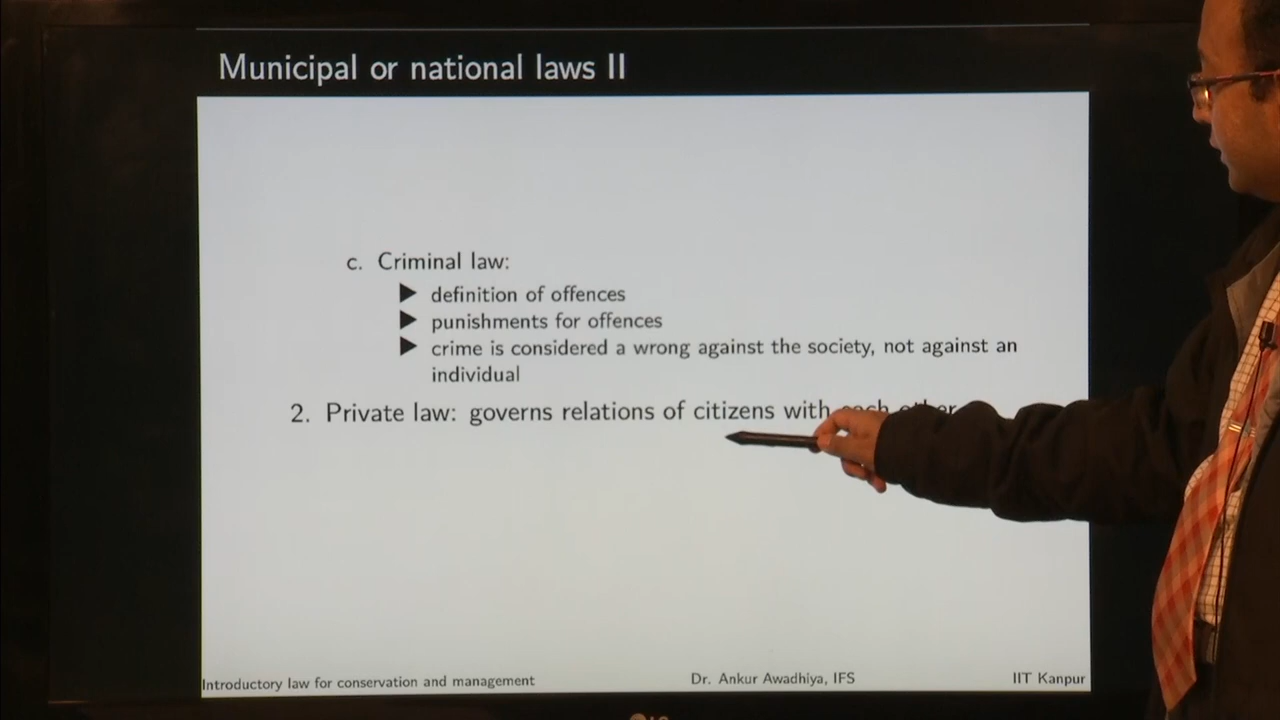 Municipal or national laws II
c. Criminal law:
▶ definition of offences
▶ punishments for offences
▶ crime is considered a wrong against the society, not against an
individual
2. Private law: governs relations of citizens with each other
Introductory law for conservation and management Dr. Ankur Awadhiya, IFS IIT Kanpur